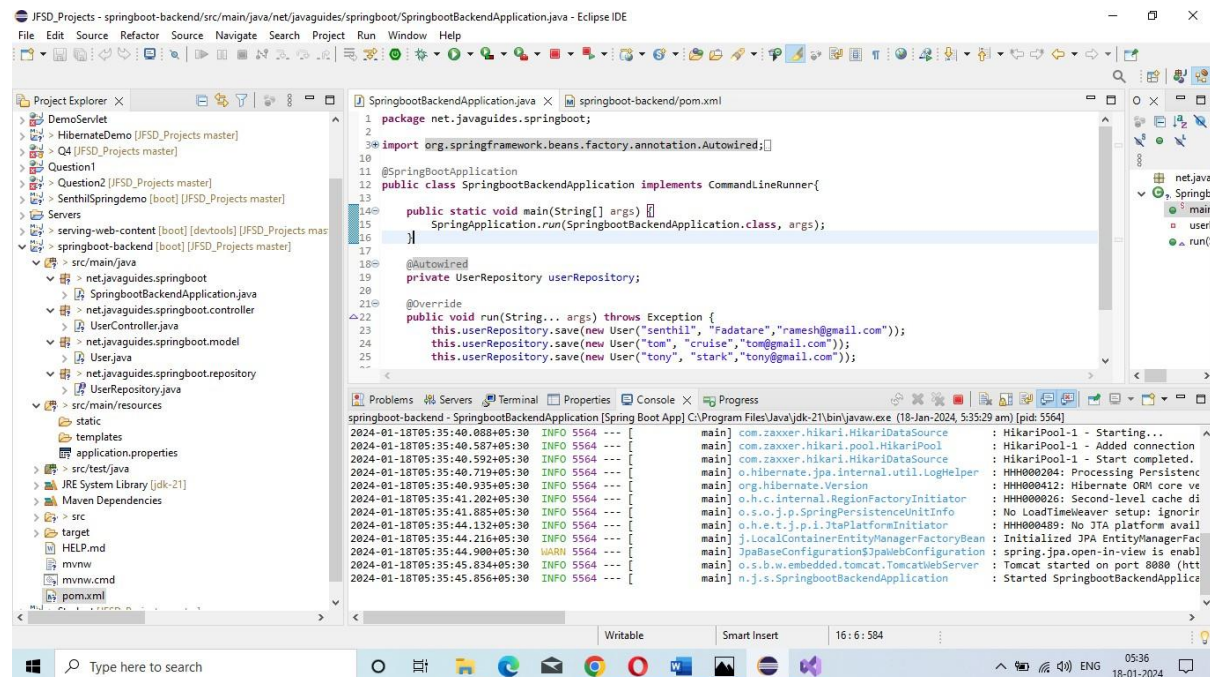 JFSD_Projects - springboot-backend/src/main/java/net/javaguides/springboot/SpringbootBackendApplication.java - Eclipse IDE
File Edit Source Refactor Source Navigate Search Project Run Window Help
Project Explorer
DemoServlet
> HibernateDemo [JFSD_Projects master]
> Q4 [JFSD_Projects master]
Question1
> Question2 [JFSD_Projects master]
> SenthilSpringdemo [boot] [JFSD_Projects master]
Servers
> serving-web-content [boot] [devtools] [JFSD_Projects mas
> springboot-backend [boot] [JFSD_Projects master]
> src/main/java
> net.javaguides.springboot
> SpringbootBackendApplication.java
> net.javaguides.springboot.controller
> UserController.java
> net.javaguides.springboot.model
> User.java
> net.javaguides.springboot.repository
> UserRepository.java
> src/main/resources
static
templates
application.properties
> src/test/java
JRE System Library [jdk-21]
Maven Dependencies
> src
target
HELP.md
mvnw
mvnw.cmd
pom.xml
SpringbootBackendApplication.java springboot-backend/pom.xml
1 package net.javaguides.springboot;
2
3 import org.springframework.beans.factory.annotation.Autowired;
10
11 @SpringBootApplication
12 public class SpringbootBackendApplication implements CommandLineRunner{
13
14 public static void main(String[] args) {
15 SpringApplication.run(SpringbootBackendApplication.class, args);
16 }
17
18 @Autowired
19 private UserRepository userRepository;
20
21 @Override
22 public void run(String... args) throws Exception {
23 this.userRepository.save(new User("senthil", "Fadatare","ramesh@gmail.com"));
24 this.userRepository.save(new User("tom", "cruise","tom@gmail.com"));
25 this.userRepository.save(new User("tony", "stark","tony@gmail.com"));
net.java
Springb
mair
user
run(
Problems Servers Terminal Properties Console Progress
springboot-backend - SpringbootBackendApplication [Spring Boot App] C:\Program Files\Java\jdk-21\bin\javaw.exe (18-Jan-2024, 5:35:29 am) [pid: 5564]
2024-01-18T05:35:40.088+05:30 INFO 5564 --- [ main] com.zaxxer.hikari.HikariDataSource : HikariPool-1 - Starting...
2024-01-18T05:35:40.587+05:30 INFO 5564 --- [ main] com.zaxxer.hikari.pool.HikariPool : HikariPool-1 - Added connection
2024-01-18T05:35:40.592+05:30 INFO 5564 --- [ main] com.zaxxer.hikari.HikariDataSource : HikariPool-1 - Start completed.
2024-01-18T05:35:40.719+05:30 INFO 5564 --- [ main] o.hibernate.jpa.internal.util.LogHelper : HHH000204: Processing Persistenc
2024-01-18T05:35:40.935+05:30 INFO 5564 --- [ main] org.hibernate.Version : HHH000412: Hibernate ORM core ve
2024-01-18T05:35:41.202+05:30 INFO 5564 --- [ main] o.h.c.internal.RegionFactoryInitiator : HHH000026: Second-level cache di
2024-01-18T05:35:41.885+05:30 INFO 5564 --- [ main] o.s.o.j.p.SpringPersistenceUnitInfo : No LoadTimeWeaver setup: ignorin
2024-01-18T05:35:44.132+05:30 INFO 5564 --- [ main] o.h.e.t.j.p.i.JtaPlatformInitiator : HHH000489: No JTA platform avail
2024-01-18T05:35:44.216+05:30 INFO 5564 --- [ main] j.LocalContainerEntityManagerFactoryBean : Initialized JPA EntityManagerFac
2024-01-18T05:35:44.900+05:30 WARN 5564 --- [ main] JpaBaseConfiguration$JpaWebConfiguration : spring.jpa.open-in-view is enabl
2024-01-18T05:35:45.834+05:30 INFO 5564 --- [ main] o.s.b.w.embedded.tomcat.TomcatWebServer : Tomcat started on port 8080 (htt
2024-01-18T05:35:45.856+05:30 INFO 5564 --- [ main] n.j.s.SpringbootBackendApplication : Started SpringbootBackendApplica
Writable Smart Insert 16 : 6 : 584
Type here to search
ENG
05:36
18-01-2024